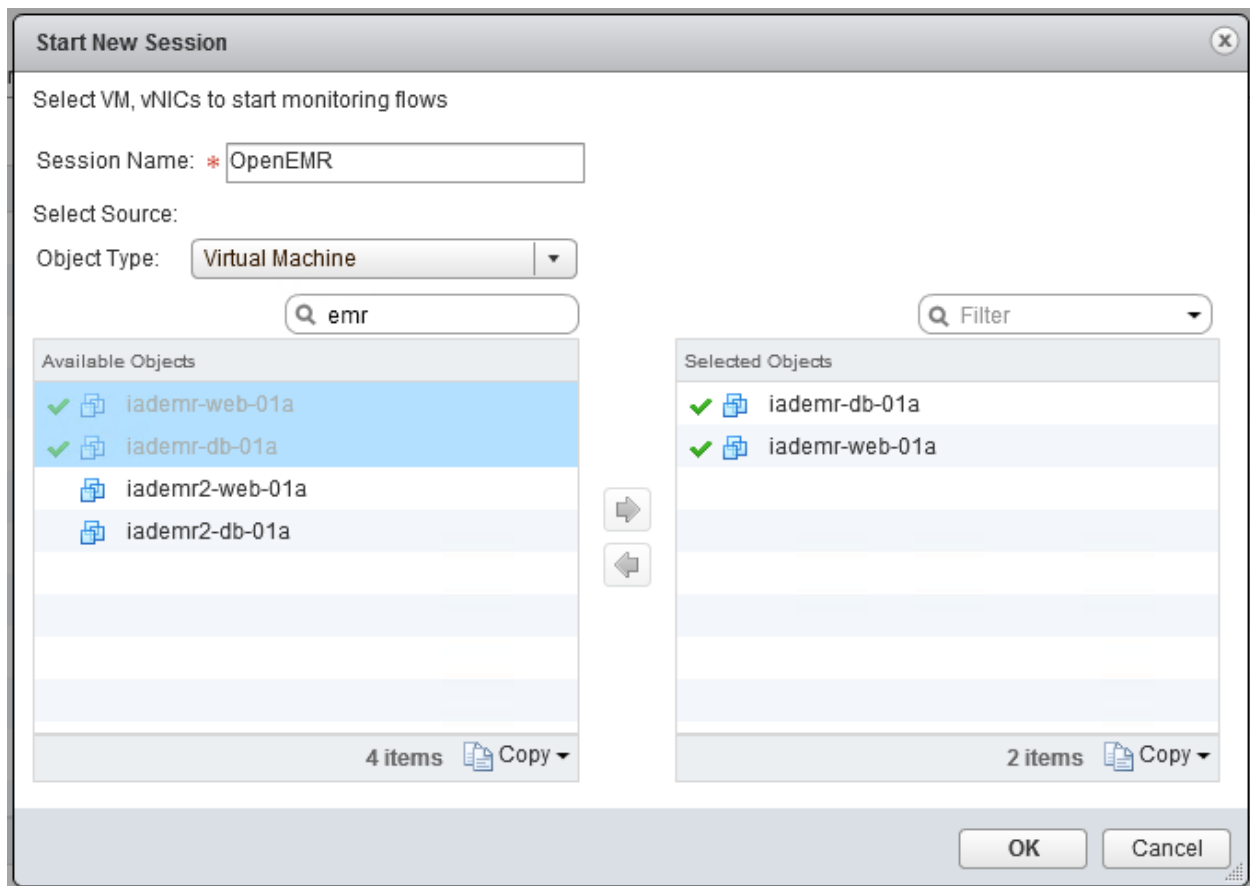 Start New Session
Select VM, vNICs to start monitoring flows
Session Name: * OpenEMR
Select Source:
Object Type: Virtual Machine
emr
Filter
Available Objects
iademr-web-01a
iademr-db-01a
iademr2-web-01a
iademr2-db-01a
4 items Copy
Selected Objects
iademr-db-01a
iademr-web-01a
2 items Copy
OK Cancel